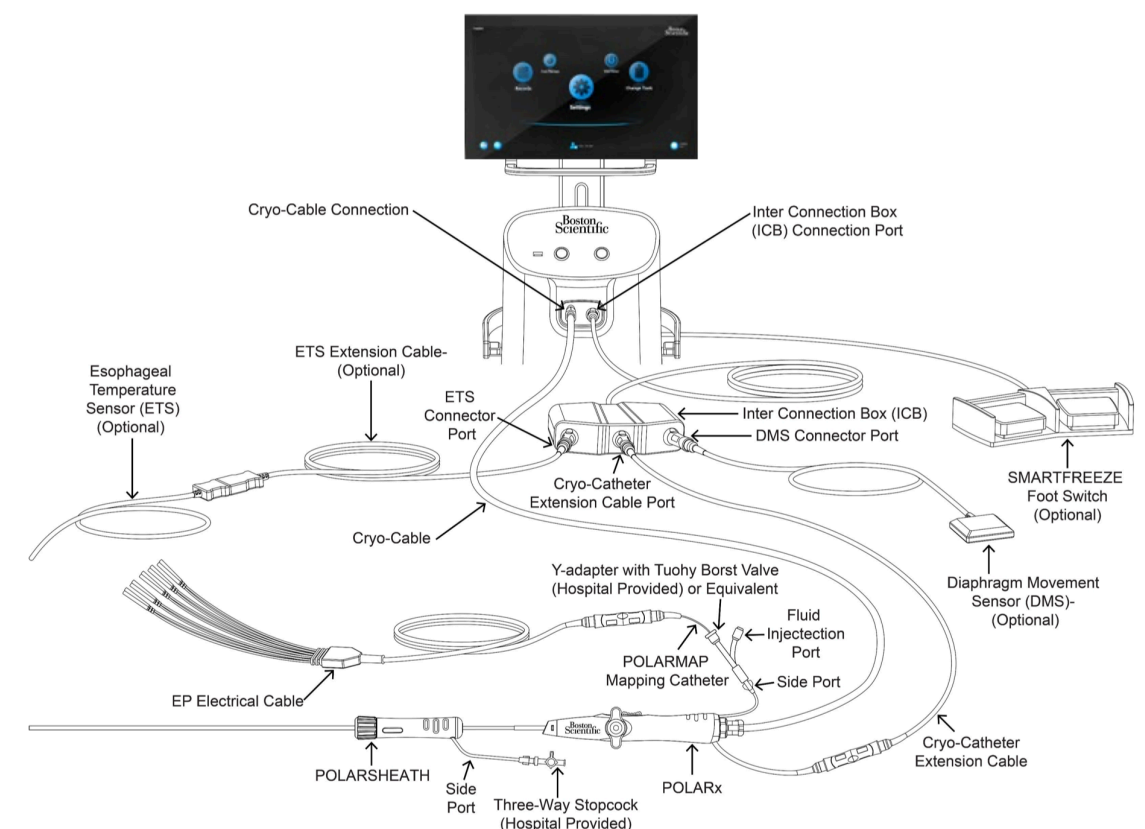 Boston
Scientific
Records
Settings
Change Tank
Cryo-Cable Connection
Inter Connection Box
(ICB) Connection Port
Boston
Scientific
ETS Extension Cable-
(Optional)
Esophageal
Temperature
Sensor (ETS)
(Optional)
ETS
Connector
Port
Inter Connection Box (ICB)
DMS Connector Port
Cryo-Catheter
Extension Cable Port
SMARTFREEZE
Foot Switch
(Optional)
Cryo-Cable
Y-adapter with Tuohy Borst Valve
(Hospital Provided) or Equivalent
Diaphragm Movement
Sensor (DMS)-
(Optional)
Fluid
Injectection
Port
POLARMAP
Mapping Catheter
Side Port
EP Electrical Cable
Boston
Scientific
Cryo-Catheter
Extension Cable
POLARSHEATH
Side
Port
POLARx
Three-Way Stopcock
(Hospital Provided)